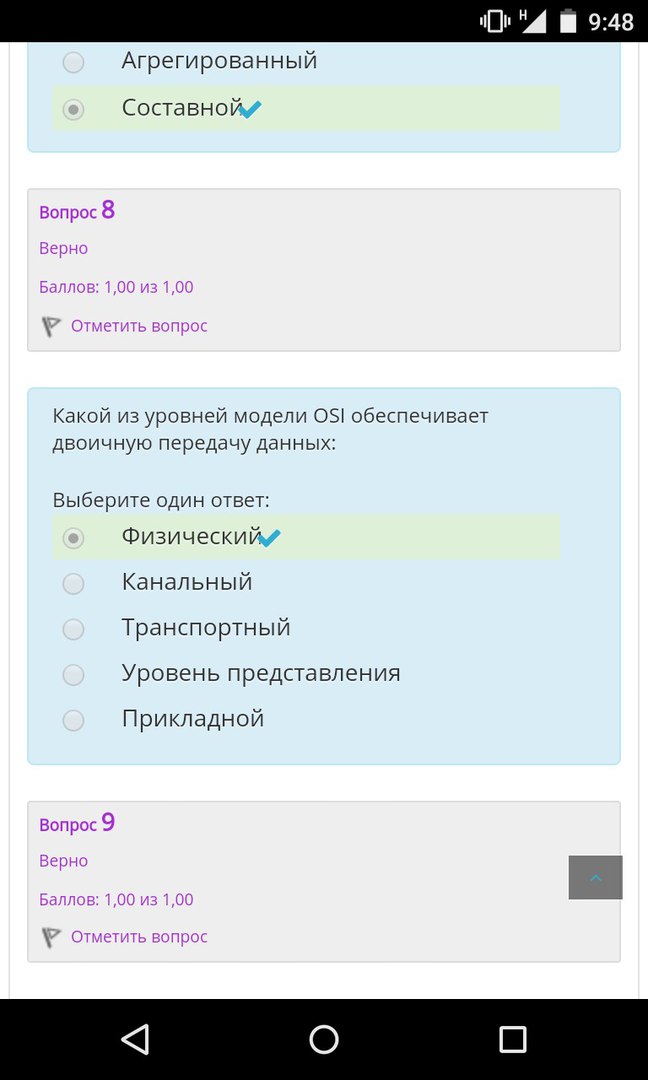 H 9:48
Агрегированный
Составной
Вопрос 8
Верно
Баллов: 1,00 из 1,00
Отметить вопрос
Какой из уровней модели OSI обеспечивает
двоичную передачу данных:
Выберите один ответ:
Физический
Канальный
Транспортный
Уровень представления
Прикладной
Вопрос 9
Верно
Баллов: 1,00 из 1,00
Отметить вопрос